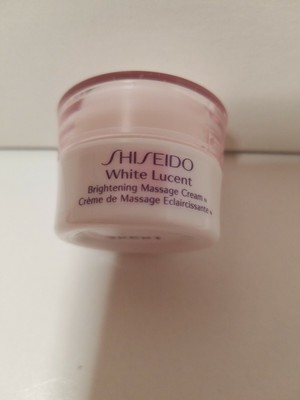 SHISEIDO
White Lucent
Brightening Massage Cream N
Crème de Massage Eclaircissante N